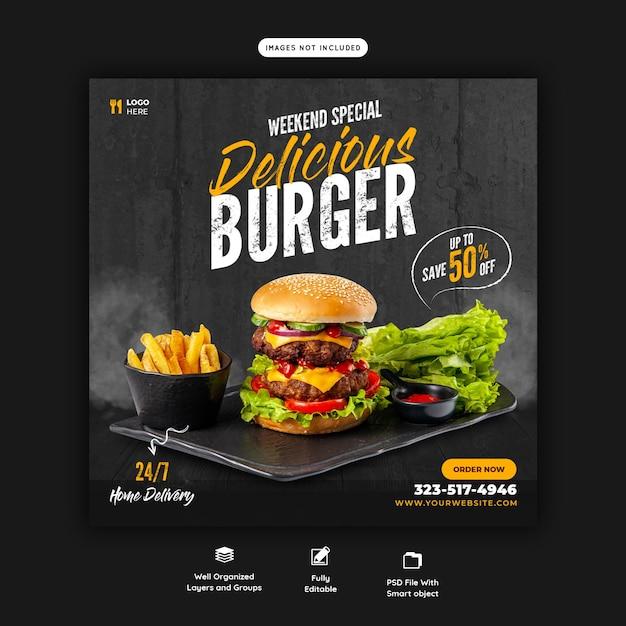 IMAGES NOT INCLUDED
LOGO
HERE
WEEKEND SPECIAL
Delicious
BURGER
UP TO
SAVE 50% OFF
24/7
Home Delivery
ORDER NOW
323-517-4946
WWW.YOURWEBSITE.COM
Well Organized
Layers and Groups
Fully
Editable
PSD File With
Smart object